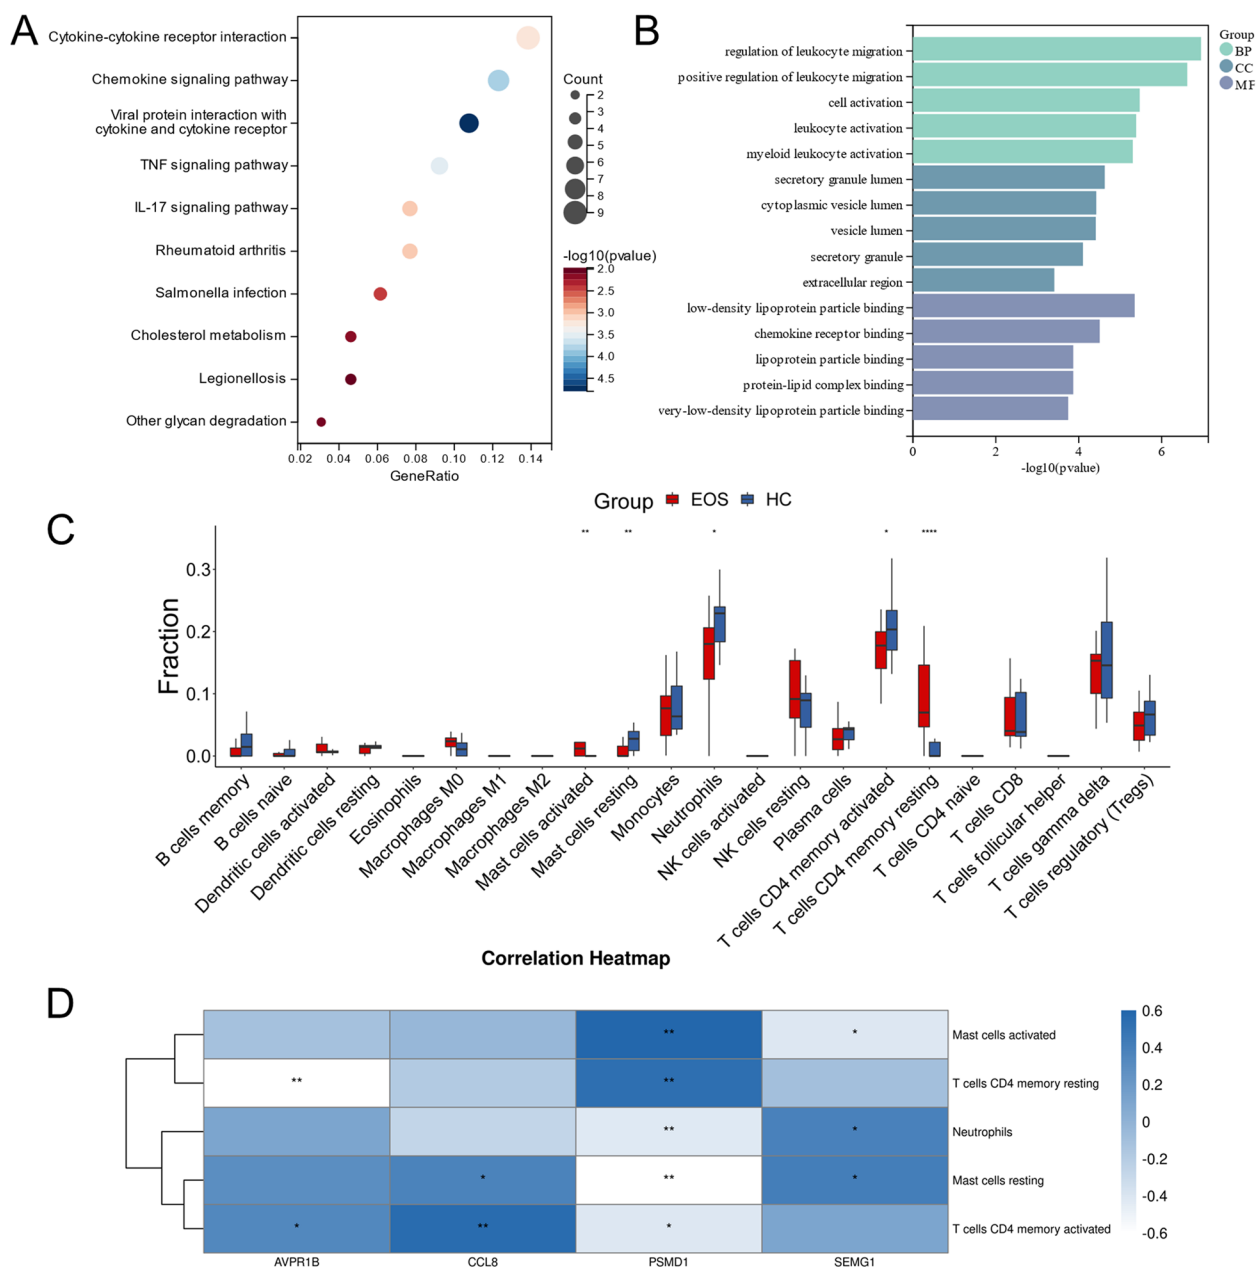 A
Cytokine-cytokine receptor interaction
Chemokine signaling pathway
Viral protein interaction with
cytokine and cytokine receptor
TNF signaling pathway
IL-17 signaling pathway
Rheumatoid arthritis
Salmonella infection
Cholesterol metabolism
Legionellosis
Other glycan degradation
0.02 0.04 0.06 0.08 0.10 0.12 0.14
GeneRatio
Count
2
3
4
5
6
7
8
9
-log10(pvalue)
2.0
2.5
3.0
3.5
4.0
4.5
B
regulation of leukocyte migration
positive regulation of leukocyte migration
cell activation
leukocyte activation
myeloid leukocyte activation
secretory granule lumen
cytoplasmic vesicle lumen
vesicle lumen
secretory granule
extracellular region
low-density lipoprotein particle binding
chemokine receptor binding
lipoprotein particle binding
protein-lipid complex binding
very-low-density lipoprotein particle binding
0 2 4 6
-log10(pvalue)
Group
BP
CC
MF
C
Group EOS HC
** ** * * ****
Fraction
0.3
0.2
0.1
0.0
B cells memory
B cells naive
Dendritic cells activated
Dendritic cells resting
Eosinophils
Macrophages M0
Macrophages M1
Macrophages M2
Mast cells activated
Mast cells resting
Monocytes
Neutrophils
NK cells activated
NK cells resting
Plasma cells
T cells CD4 memory activated
T cells CD4 memory resting
T cells CD4 naive
T cells CD8
T cells follicular helper
T cells gamma delta
T cells regulatory (Tregs)
Correlation Heatmap
D
** * Mast cells activated
** ** T cells CD4 memory resting
** * Neutrophils
* ** * Mast cells resting
* ** * T cells CD4 memory activated
AVPR1B CCL8 PSMD1 SEMG1
0.6
0.4
0.2
0
-0.2
-0.4
-0.6